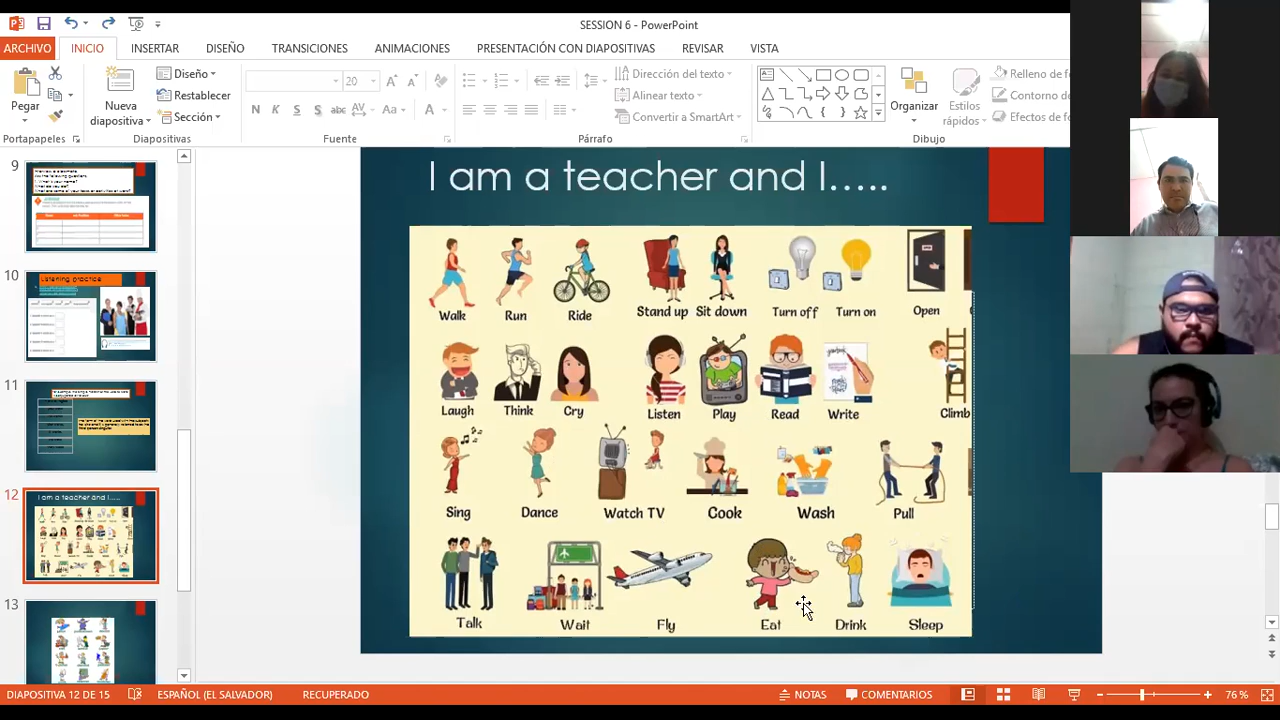 SESSION 6 - PowerPoint
ARCHIVO INICIO INSERTAR DISEÑO TRANSICIONES ANIMACIONES PRESENTACIÓN CON DIAPOSITIVAS REVISAR VISTA
Pegar
Nueva diapositiva
Diseño
Restablecer
Sección
20
N K S S abc AV Aa A
Dirección del texto
Alinear texto
Convertir a SmartArt
Organizar
Estilos rápidos
Relleno de f
Contorno de
Efectos de f
Portapapeles Diapositivas Fuente Párrafo Dibujo
9
10
Listening practice
11
12
I am a teacher and I.....
13
I am a teacher and I.....
Walk Run Ride Stand up Sit down Turn off Turn on Open
Laugh Think Cry Listen Play Read Write Climb
Sing Dance Watch TV Cook Wash Pull
Talk Wait Fly Eat Drink Sleep
DIAPOSITIVA 12 DE 15 ESPAÑOL (EL SALVADOR) RECUPERADO NOTAS COMENTARIOS 76 %